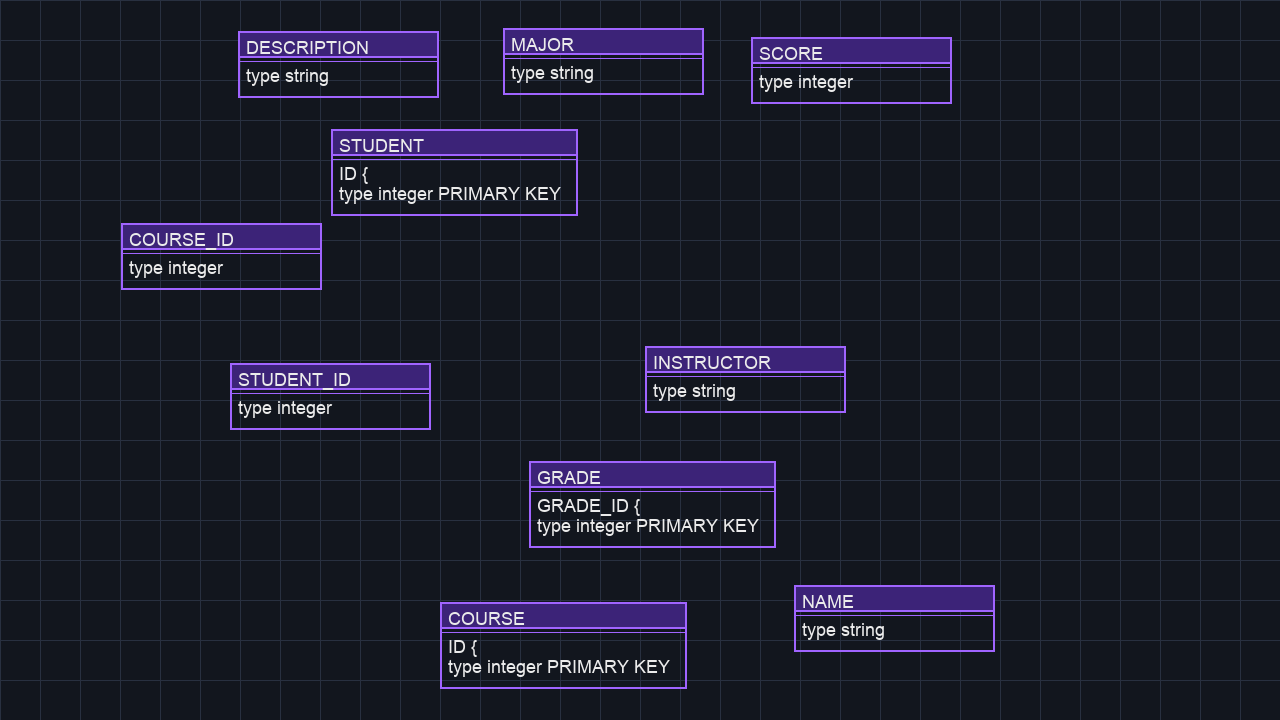 DESCRIPTION
type string
MAJOR
type string
SCORE
type integer
STUDENT
ID {
type integer PRIMARY KEY
COURSE_ID
type integer
STUDENT_ID
type integer
INSTRUCTOR
type string
GRADE
GRADE_ID {
type integer PRIMARY KEY
COURSE
ID {
type integer PRIMARY KEY
NAME
type string